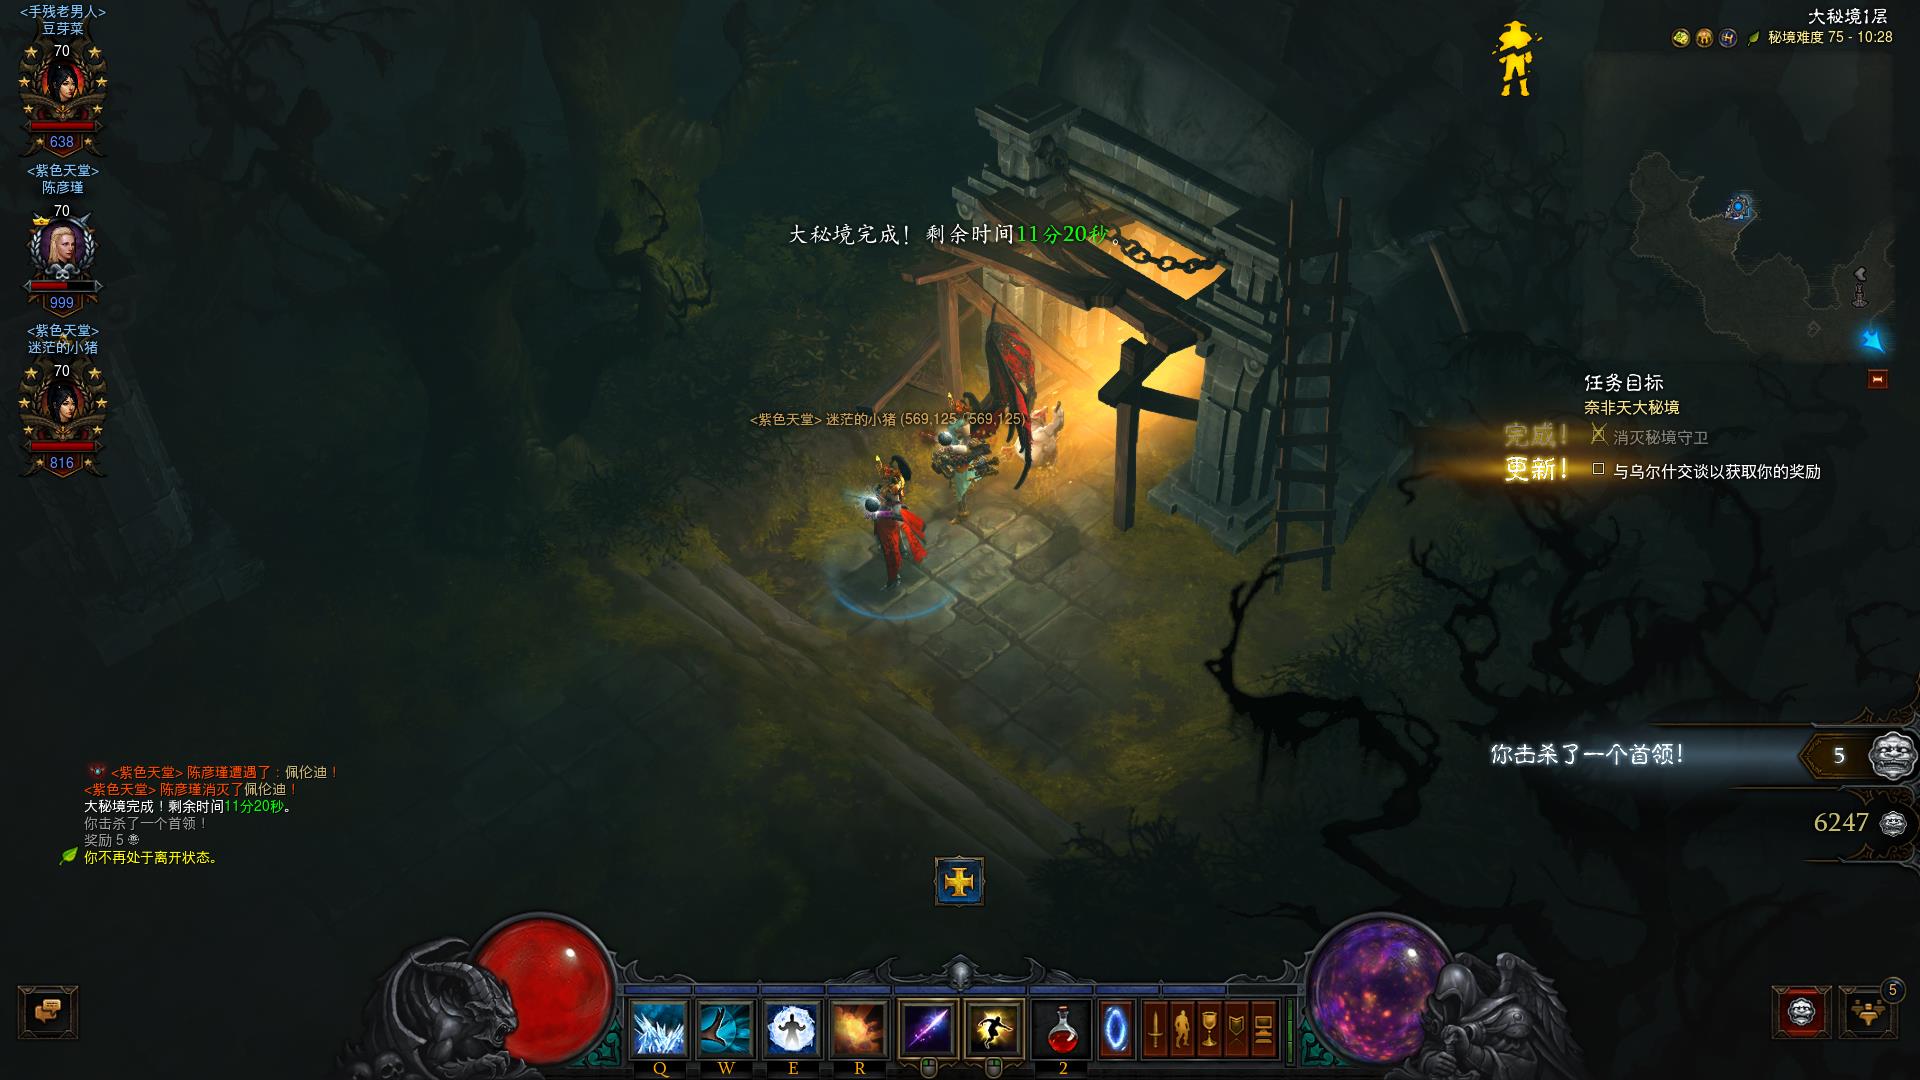 <手残老男人>
豆芽菜
70
638
<紫色天堂>
陈彦瑾
70
999
<紫色天堂>
迷茫的小猪
70
816
大秘境1层
秘境难度 75 - 10:28
大秘境完成！剩余时间11分20秒。
<紫色天堂> 迷茫的小猪 (569,125 / 569,125)
任务目标
奈非天大秘境
完成！ 消灭秘境守卫
更新！ 与乌尔什交谈以获取你的奖励
你击杀了一个首领！ 5
6247
<紫色天堂> 陈彦瑾遭遇了：佩伦迪！
<紫色天堂> 陈彦瑾消灭了佩伦迪！
大秘境完成！剩余时间11分20秒。
你击杀了一个首领！
奖励 5
你不再处于离开状态。
Q W E R 2
5